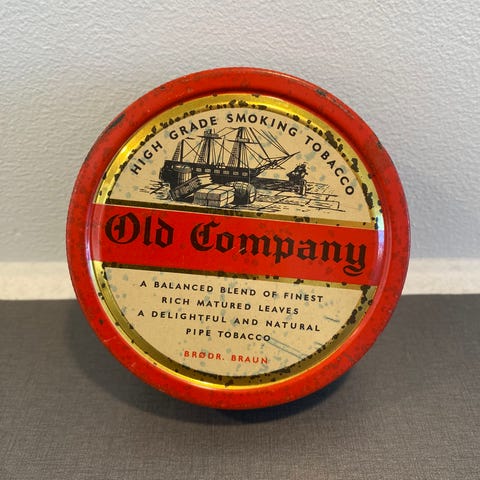 HIGH GRADE SMOKING TOBACCO
Old Company
A BALANCED BLEND OF FINEST
RICH MATURED LEAVES
A DELIGHTFUL AND NATURAL
PIPE TOBACCO
BRØDR. BRAUN